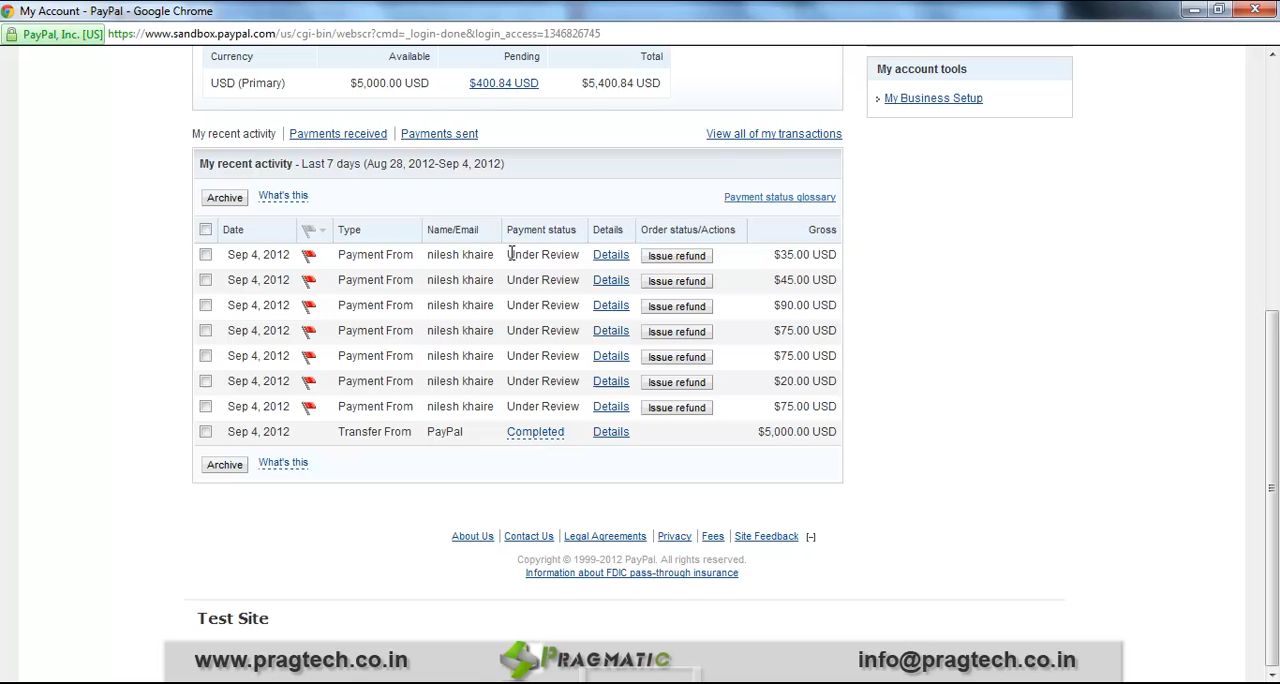 My Account - PayPal - Google Chrome
PayPal, Inc. [US] https://www.sandbox.paypal.com/us/cgi-bin/webscr?cmd=_login-done&login_access=1346826745
Currency Available Pending Total
USD (Primary) $5,000.00 USD $400.84 USD $5,400.84 USD
My account tools
My Business Setup
My recent activity Payments received Payments sent View all of my transactions
My recent activity - Last 7 days (Aug 28, 2012-Sep 4, 2012)
Archive What's this Payment status glossary
Date Type Name/Email Payment status Details Order status/Actions Gross
Sep 4, 2012 Payment From nilesh khaire Under Review Details Issue refund $35.00 USD
Sep 4, 2012 Payment From nilesh khaire Under Review Details Issue refund $45.00 USD
Sep 4, 2012 Payment From nilesh khaire Under Review Details Issue refund $90.00 USD
Sep 4, 2012 Payment From nilesh khaire Under Review Details Issue refund $75.00 USD
Sep 4, 2012 Payment From nilesh khaire Under Review Details Issue refund $75.00 USD
Sep 4, 2012 Payment From nilesh khaire Under Review Details Issue refund $20.00 USD
Sep 4, 2012 Payment From nilesh khaire Under Review Details Issue refund $75.00 USD
Sep 4, 2012 Transfer From PayPal Completed Details $5,000.00 USD
Archive What's this
About Us Contact Us Legal Agreements Privacy Fees Site Feedback [-]
Copyright © 1999-2012 PayPal. All rights reserved.
Information about FDIC pass-through insurance
Test Site
www.pragtech.co.in PRAGMATIC info@pragtech.co.in